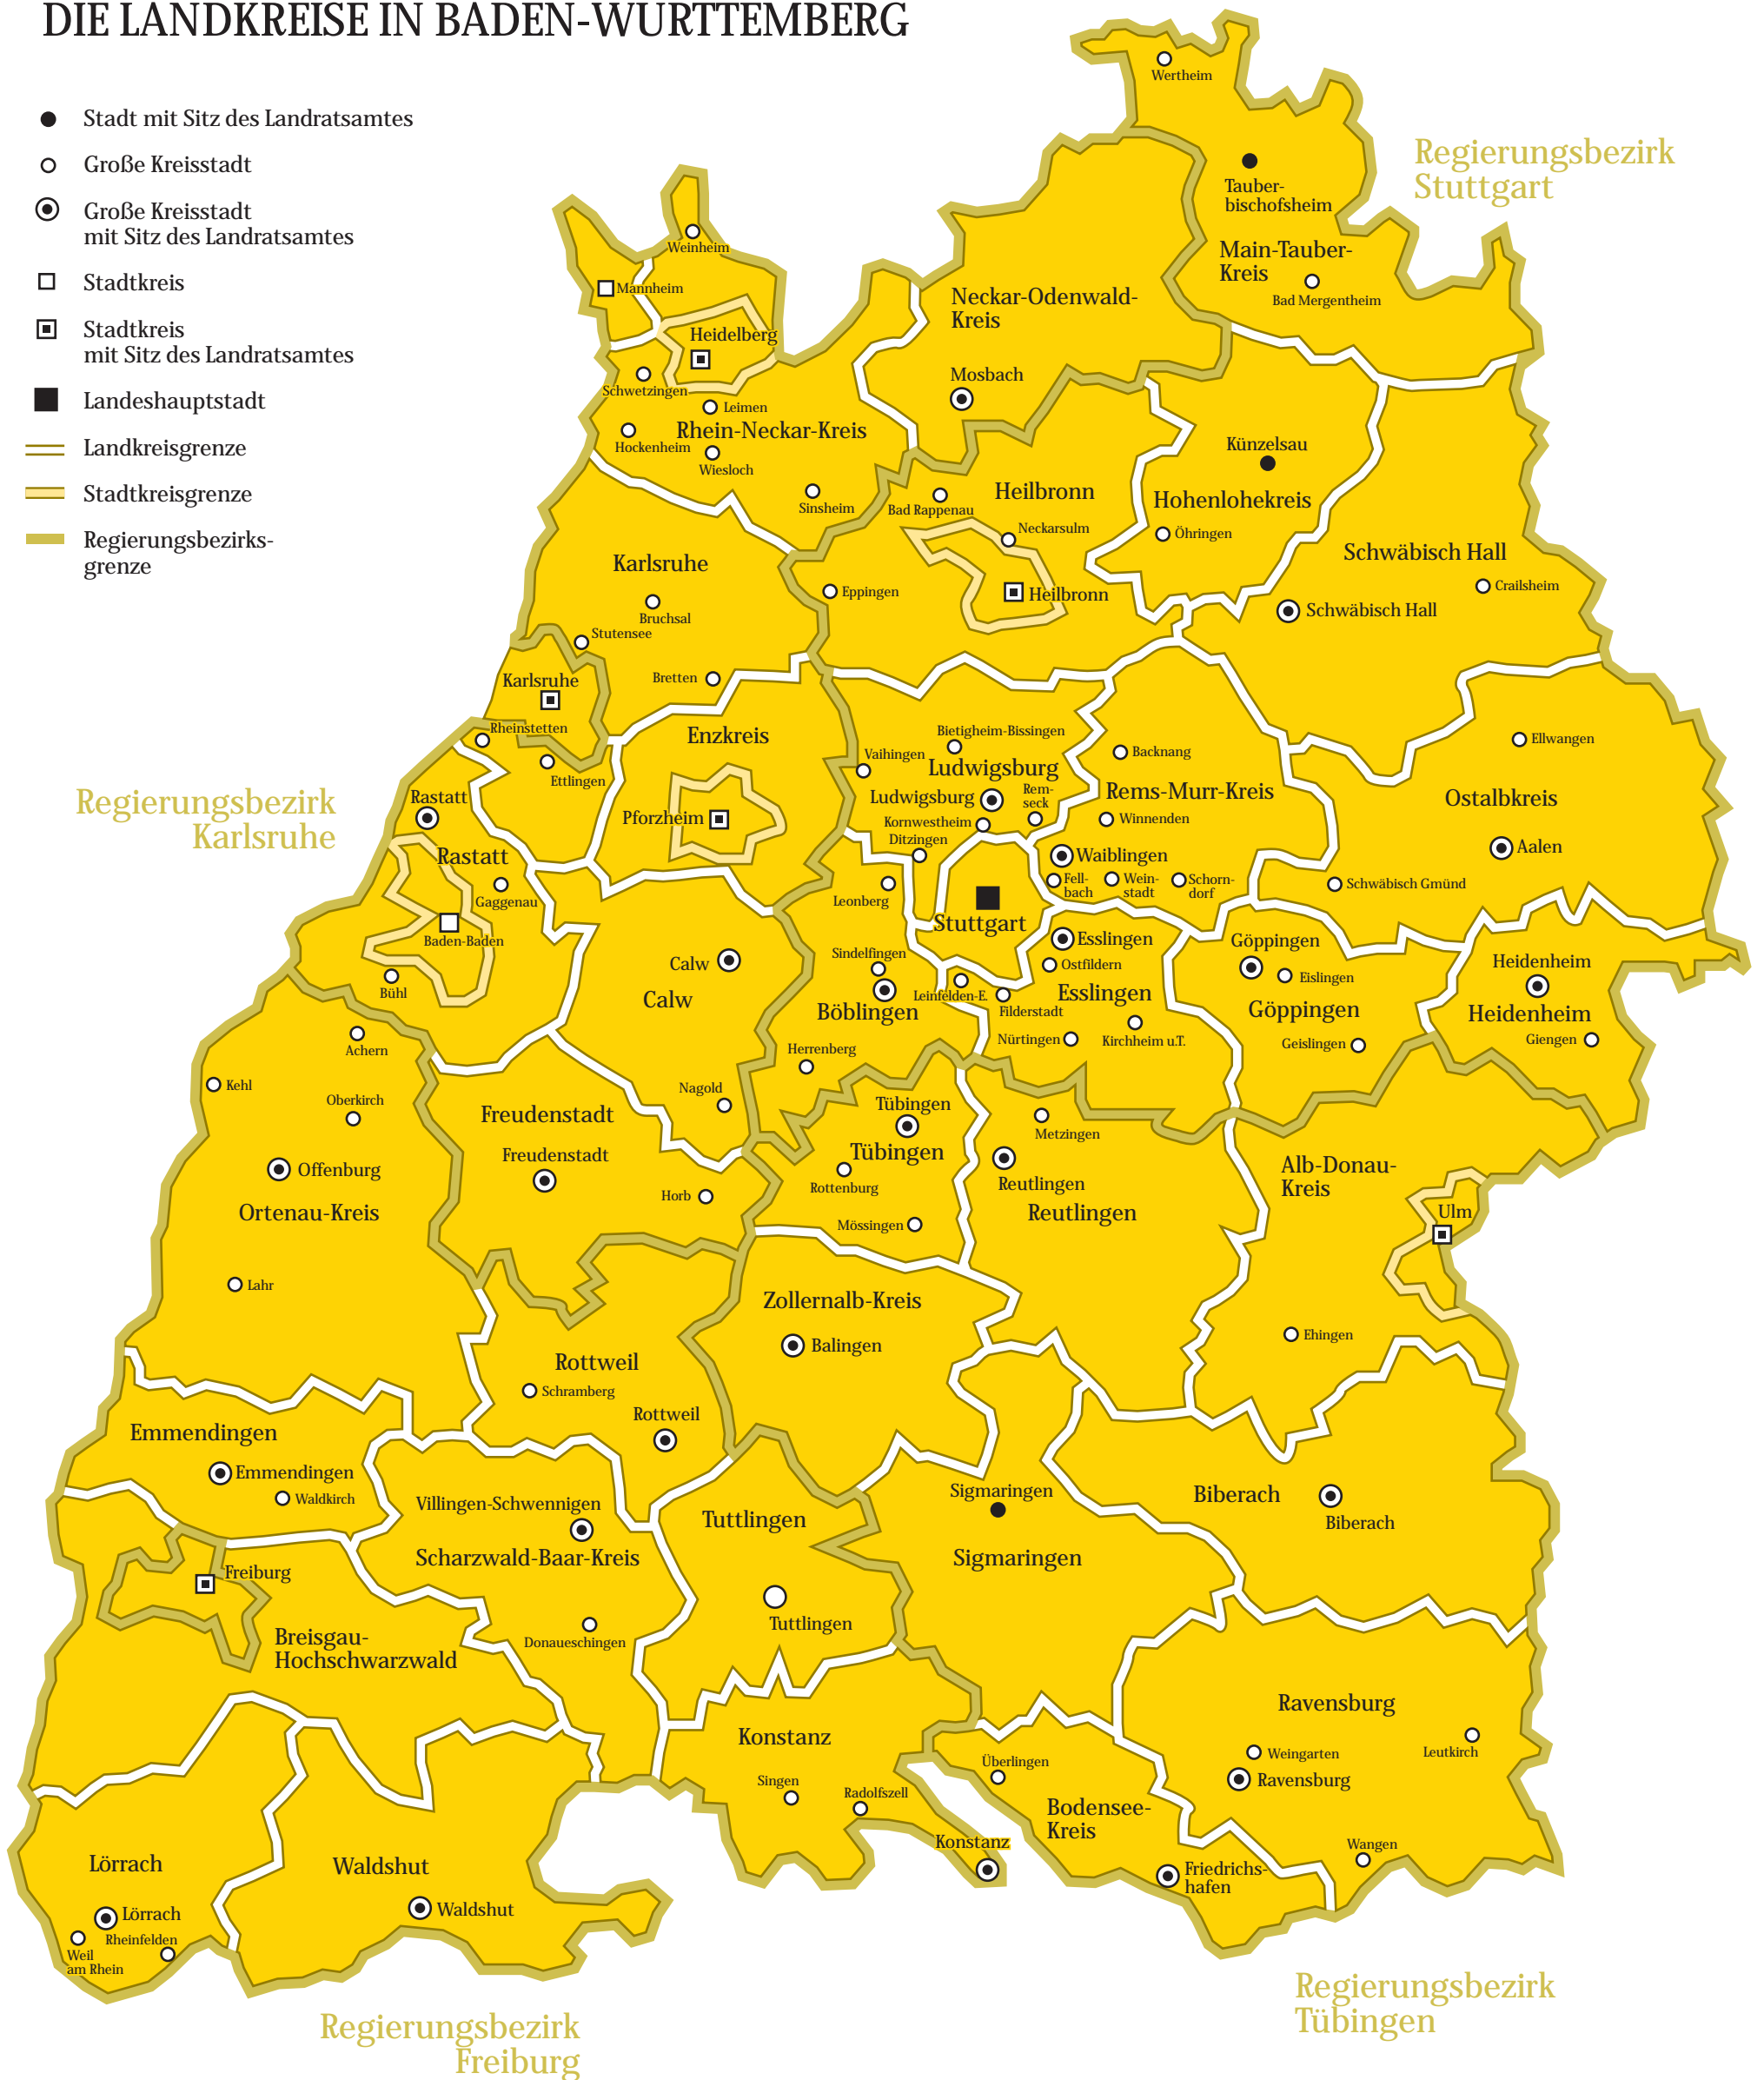 DIE LANDKREISE IN BADEN-WURTTEMBERG
Stadt mit Sitz des Landratsamtes
Große Kreisstadt
Große Kreisstadt
mit Sitz des Landratsamtes
Stadtkreis
Stadtkreis
mit Sitz des Landratsamtes
Landeshauptstadt
Landkreisgrenze
Stadtkreisgrenze
Regierungsbezirks-
grenze
Wertheim
Regierungsbezirk
Stuttgart
Tauber-
bischofsheim
Main-Tauber-
Kreis
Bad Mergentheim
Weinheim
Mannheim
Neckar-Odenwald-
Kreis
Heidelberg
Mosbach
Schwetzingen
Leimen
Rhein-Neckar-Kreis
Hockenheim
Wiesloch
Sinsheim
Künzelsau
Hohenlohekreis
Öhringen
Heilbronn
Bad Rappenau
Neckarsulm
Heilbronn
Eppingen
Schwäbisch Hall
Crailsheim
Schwäbisch Hall
Karlsruhe
Bruchsal
Stutensee
Bretten
Karlsruhe
Rheinstetten
Ettlingen
Enzkreis
Pforzheim
Bietigheim-Bissingen
Vaihingen
Ludwigsburg
Ludwigsburg
Rem-
seck
Kornwestheim
Ditzingen
Backnang
Rems-Murr-Kreis
Winnenden
Waiblingen
Fell-
bach
Wein-
stadt
Schorn-
dorf
Ellwangen
Ostalbkreis
Aalen
Schwäbisch Gmünd
Regierungsbezirk
Karlsruhe
Rastatt
Rastatt
Gaggenau
Baden-Baden
Bühl
Leonberg
Stuttgart
Sindelfingen
Böblingen
Herrenberg
Leinfelden-E.
Filderstadt
Esslingen
Ostfildern
Esslingen
Nürtingen
Kirchheim u.T.
Göppingen
Eislingen
Göppingen
Geislingen
Heidenheim
Heidenheim
Giengen
Calw
Calw
Nagold
Achern
Kehl
Oberkirch
Offenburg
Ortenau-Kreis
Lahr
Freudenstadt
Freudenstadt
Horb
Tübingen
Tübingen
Rottenburg
Mössingen
Metzingen
Reutlingen
Reutlingen
Alb-Donau-
Kreis
Ulm
Ehingen
Zollernalb-Kreis
Balingen
Rottweil
Schramberg
Rottweil
Emmendingen
Emmendingen
Waldkirch
Villingen-Schwennigen
Scharzwald-Baar-Kreis
Donaueschingen
Tuttlingen
Tuttlingen
Sigmaringen
Sigmaringen
Biberach
Biberach
Freiburg
Breisgau-
Hochschwarzwald
Konstanz
Singen
Radolfszell
Konstanz
Überlingen
Bodensee-
Kreis
Friedrichs-
hafen
Ravensburg
Weingarten
Ravensburg
Leutkirch
Wangen
Lörrach
Lörrach
Rheinfelden
Weil
am Rhein
Waldshut
Waldshut
Regierungsbezirk
Freiburg
Regierungsbezirk
Tübingen